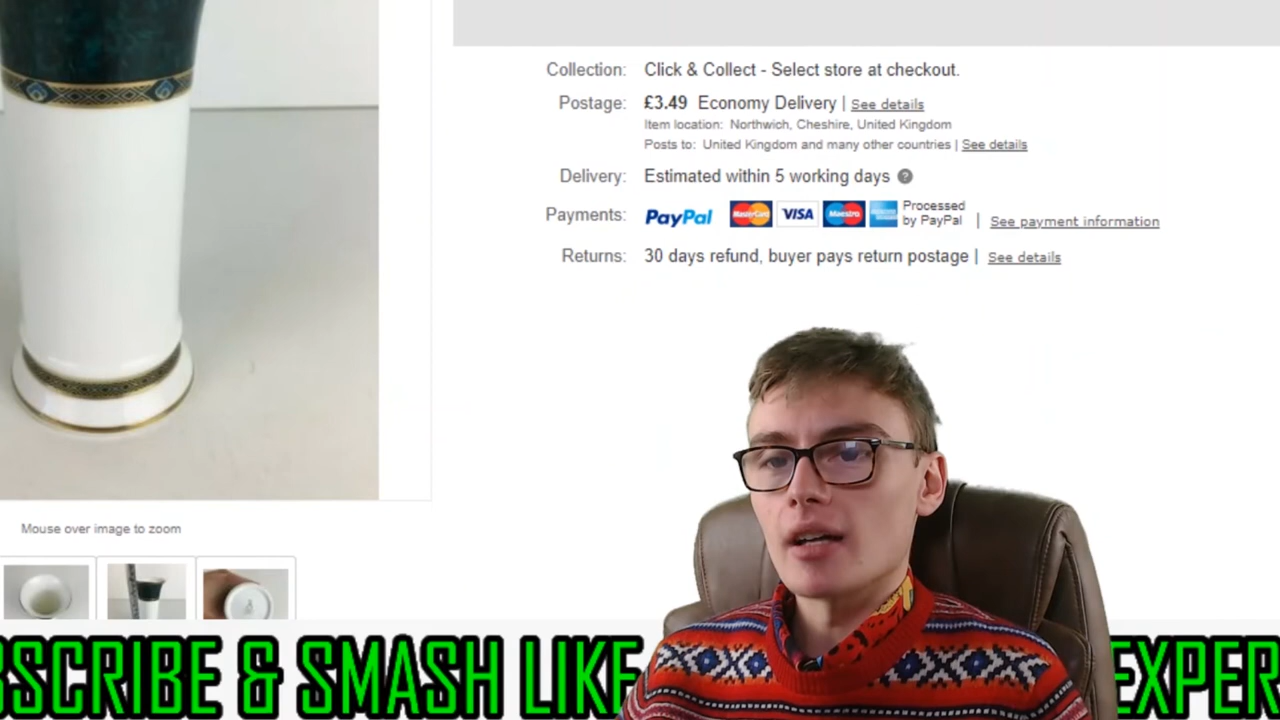 Collection: Click & Collect - Select store at checkout.
Postage: £3.49 Economy Delivery | See details
Item location: Northwich, Cheshire, United Kingdom
Posts to: United Kingdom and many other countries | See details
Delivery: Estimated within 5 working days ?
Payments: PayPal MasterCard VISA Maestro Processed by PayPal | See payment information
Returns: 30 days refund, buyer pays return postage | See details
Mouse over image to zoom
BSCRIBE & SMASH LIKE EXPER